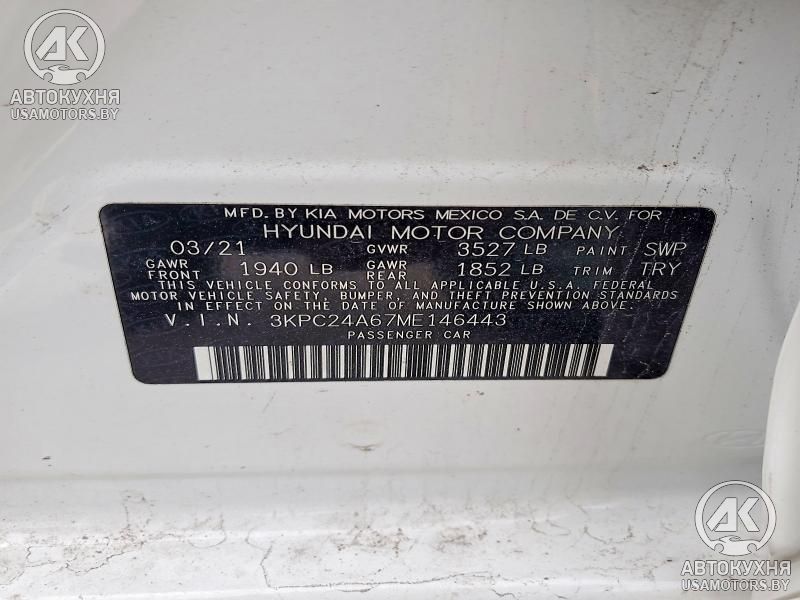 AK
АВТОКУХНЯ
USAMOTORS.BY
MFD. BY KIA MOTORS MEXICO S.A. DE C.V. FOR
HYUNDAI MOTOR COMPANY
03/21 GVWR 3527 LB PAINT SWP
GAWR FRONT 1940 LB GAWR REAR 1852 LB TRIM TRY
THIS VEHICLE CONFORMS TO ALL APPLICABLE U.S.A. FEDERAL
MOTOR VEHICLE SAFETY, BUMPER, AND THEFT PREVENTION STANDARDS
IN EFFECT ON THE DATE OF MANUFACTURE SHOWN ABOVE.
V.I.N. 3KPC24A67ME146443
PASSENGER CAR
AK
АВТОКУХНЯ
USAMOTORS.BY